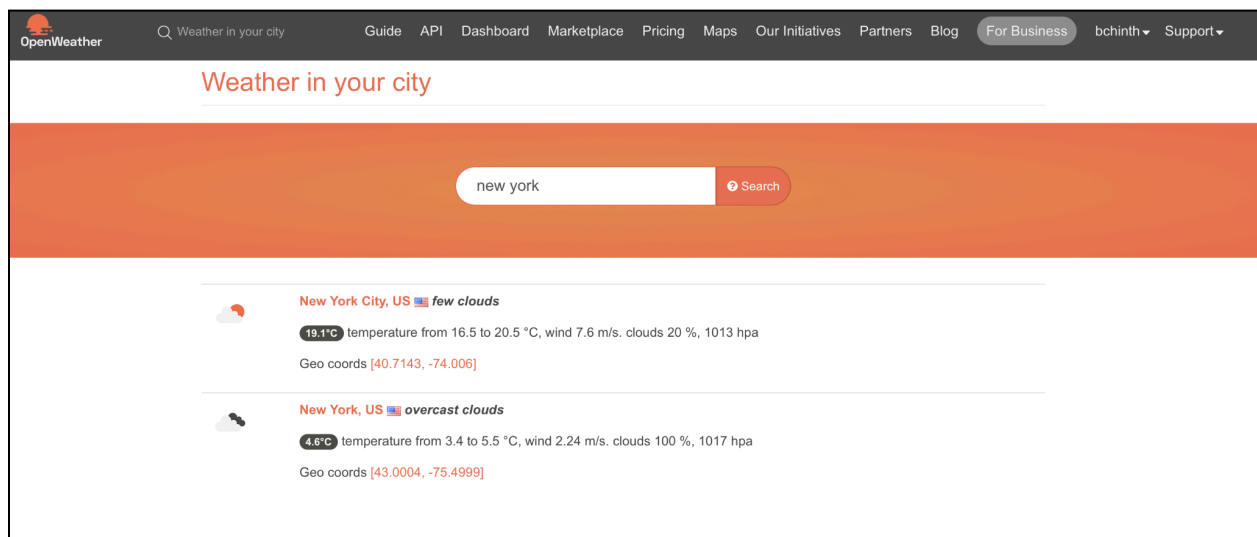 OpenWeather
Weather in your city
Guide API Dashboard Marketplace Pricing Maps Our Initiatives Partners Blog For Business bchinth Support
Weather in your city
new york
Search
New York City, US few clouds
19.1°C temperature from 16.5 to 20.5 °C, wind 7.6 m/s. clouds 20 %, 1013 hpa
Geo coords [40.7143, -74.006]
New York, US overcast clouds
4.6°C temperature from 3.4 to 5.5 °C, wind 2.24 m/s. clouds 100 %, 1017 hpa
Geo coords [43.0004, -75.4999]